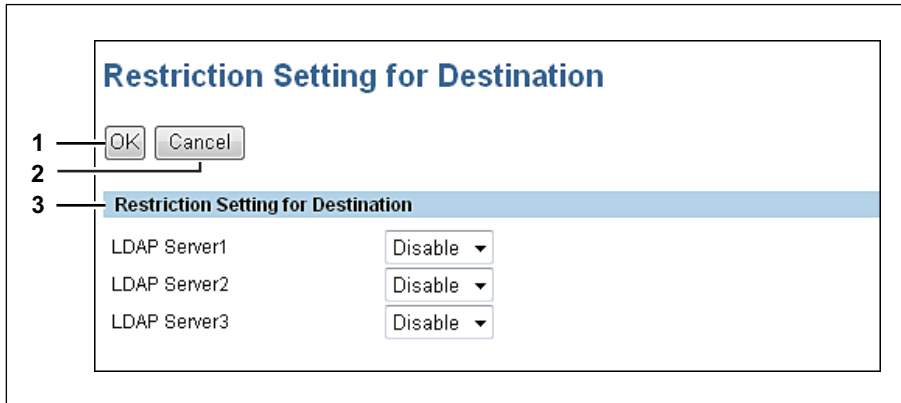 Restriction Setting for Destination
1 OK Cancel
2
3 Restriction Setting for Destination
LDAP Server1 Disable
LDAP Server2 Disable
LDAP Server3 Disable